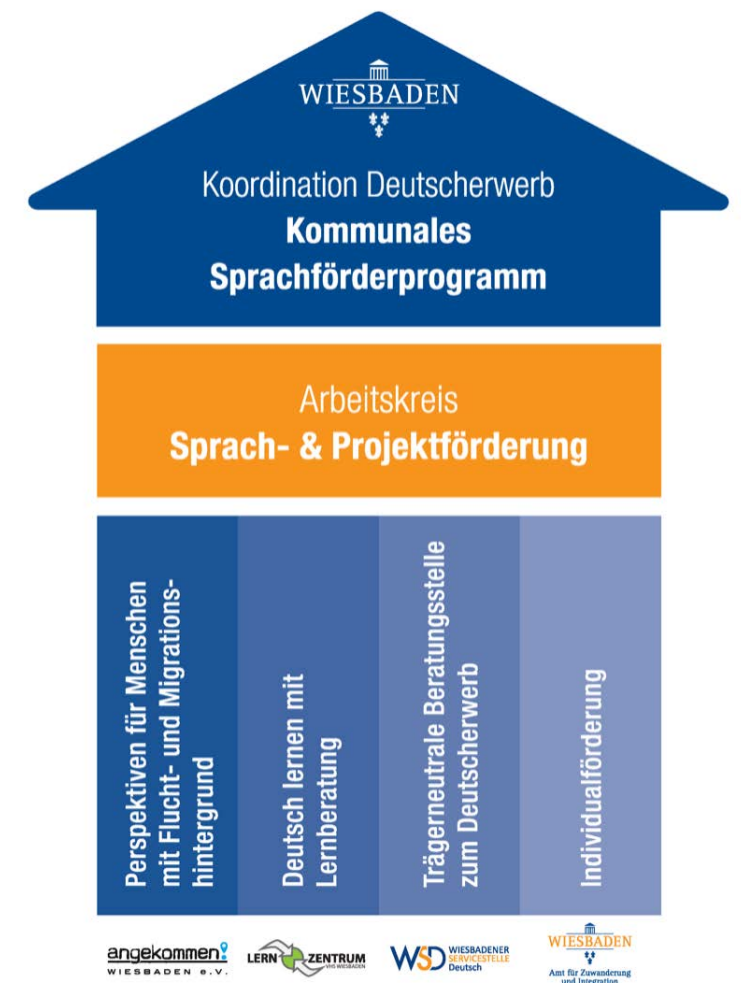 WIESBADEN
Koordination Deutscherwerb
Kommunales
Sprachförderprogramm
Arbeitskreis
Sprach- & Projektförderung
Perspektiven für Menschen
mit Flucht- und Migrations-
hintergrund
Deutsch lernen mit
Lernberatung
Trägerneutrale Beratungsstelle
zum Deutscherwerb
Individualförderung
angekommen!
WIESBADEN e.V.
LERN ZENTRUM
VHS WIESBADEN
WSD WIESBADENER
SERVICESTELLE
Deutsch
WIESBADEN
Amt für Zuwanderung
und Integration